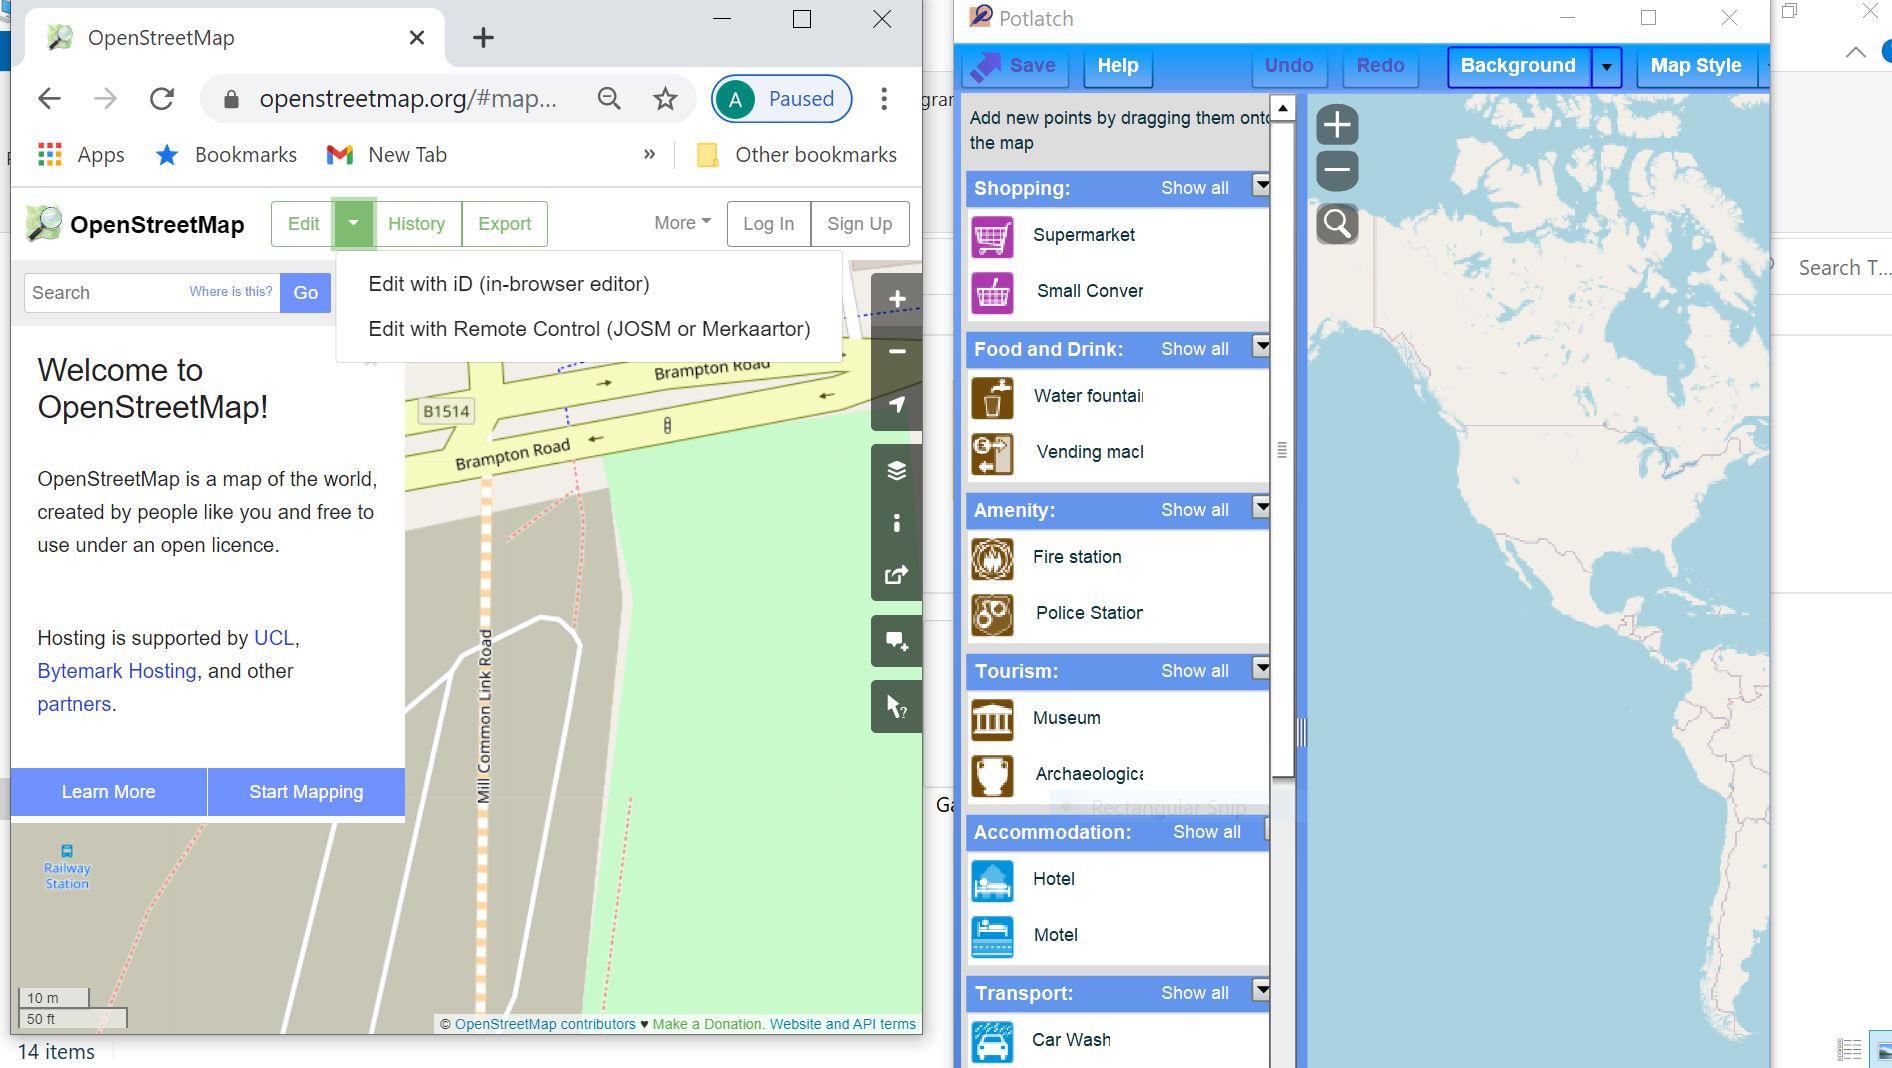 OpenStreetMap
openstreetmap.org/#map...
A Paused
Apps
Bookmarks
New Tab
»
Other bookmarks
OpenStreetMap
Edit
History
Export
More
Log In
Sign Up
Search
Where is this?
Go
Edit with iD (in-browser editor)
Edit with Remote Control (JOSM or Merkaartor)
Welcome to
OpenStreetMap!
OpenStreetMap is a map of the world,
created by people like you and free to
use under an open licence.
Hosting is supported by UCL,
Bytemark Hosting, and other
partners.
Learn More
Start Mapping
Brampton Road
B1514
Brampton Road
Mill Common Link Road
Railway
Station
10 m
50 ft
© OpenStreetMap contributors ♥ Make a Donation. Website and API terms
14 items
Potlatch
Save
Help
Undo
Redo
Background
Map Style
Add new points by dragging them onto
the map
Shopping:
Show all
Supermarket
Small Conver
Food and Drink:
Show all
Water fountai
Vending macl
Amenity:
Show all
Fire station
Police Station
Tourism:
Show all
Museum
Archaeologica
Rectangular Snip
Accommodation:
Show all
Hotel
Motel
Transport:
Show all
Car Wash
Search T...